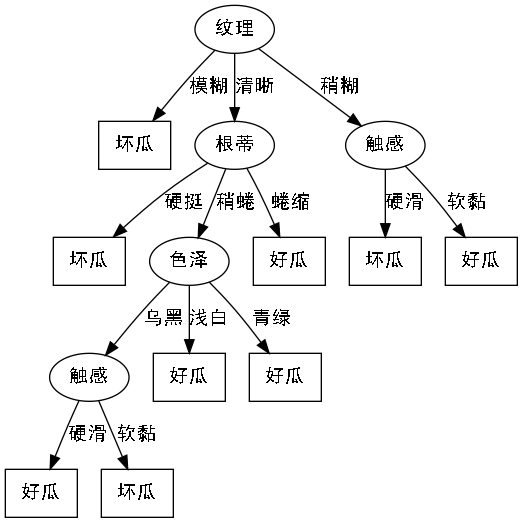 纹理
模糊 清晰 稍糊
坏瓜 根蒂 触感
硬挺 稍蜷 蜷缩 硬滑 软黏
坏瓜 色泽 好瓜 坏瓜 好瓜
乌黑 浅白 青绿
触感 好瓜 好瓜
硬滑 软黏
好瓜 坏瓜